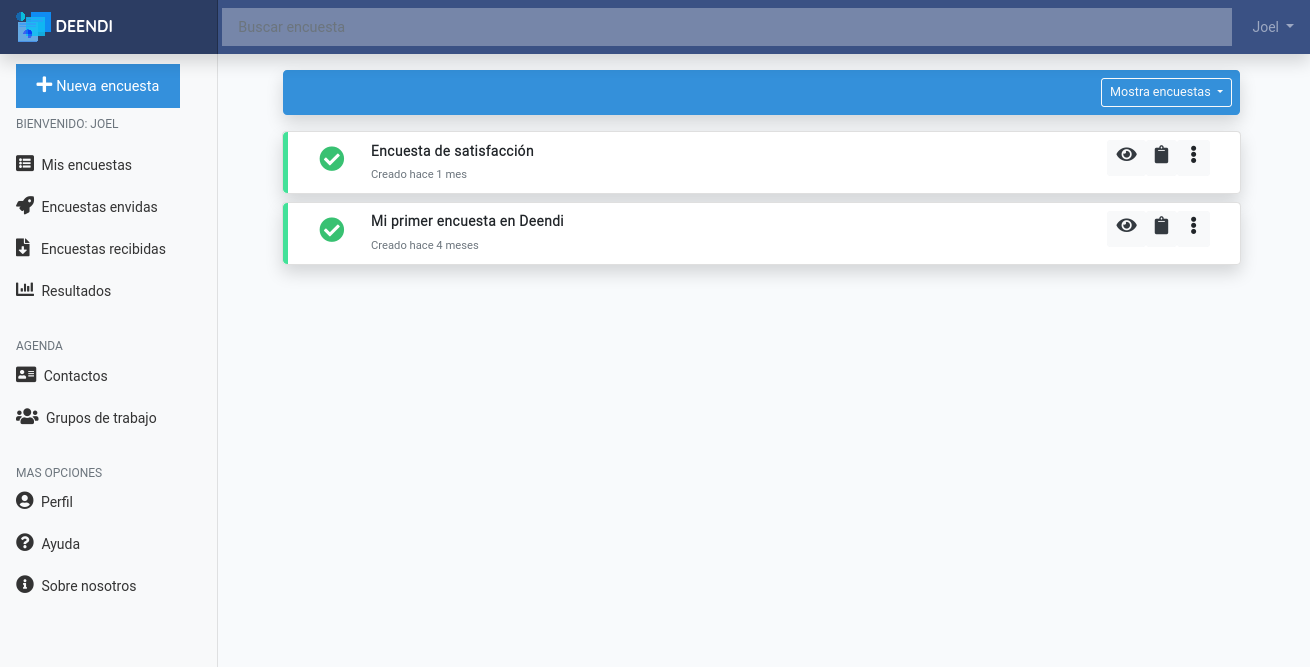 DEENDI
Buscar encuesta
Joel
Nueva encuesta
BIENVENIDO: JOEL
Mis encuestas
Encuestas envidas
Encuestas recibidas
Resultados
AGENDA
Contactos
Grupos de trabajo
MAS OPCIONES
Perfil
Ayuda
Sobre nosotros
Mostra encuestas
Encuesta de satisfacción
Creado hace 1 mes
Mi primer encuesta en Deendi
Creado hace 4 meses